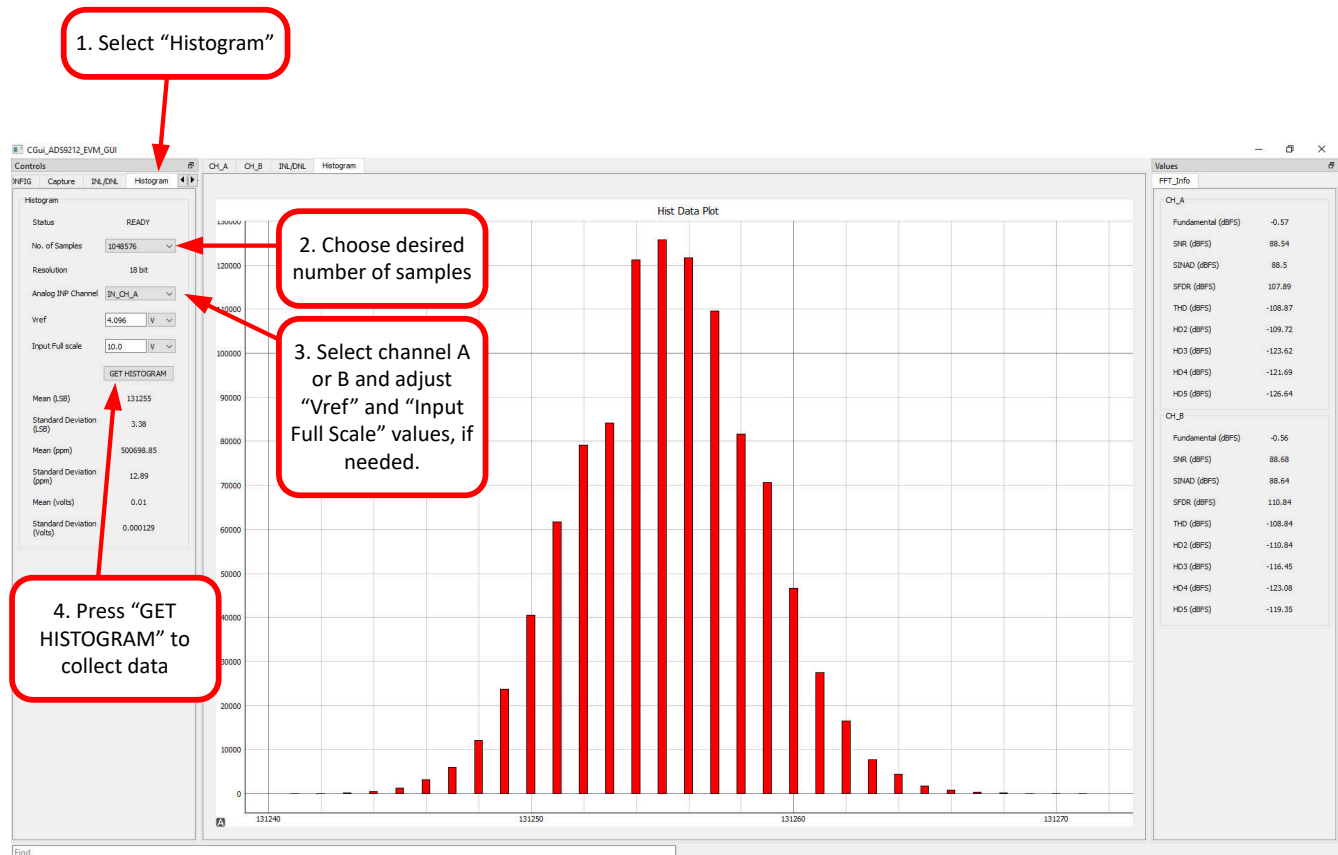 1. Select “Histogram”
CGui_ADS9212_EVM_GUI
Controls
ONFIG
Capture
INL/DNL
Histogram
Histogram
Status
READY
No. of Samples
1048576
Resolution
18 bit
Analog INP Channel
IN_CH_A
Vref
4.096
V
Input Full scale
10.0
V
GET HISTOGRAM
Mean (LSB)
131255
Standard Deviation
(LSB)
3.38
Mean (ppm)
500698.85
Standard Deviation
(ppm)
12.89
Mean (volts)
0.01
Standard Deviation
(Volts)
0.000129
4. Press “GET
HISTOGRAM” to
collect data
CH_A
CH_B
INL/DNL
Histogram
Hist Data Plot
2. Choose desired
number of samples
3. Select channel A
or B and adjust
“Vref” and “Input
Full Scale” values, if
needed.
130000
120000
110000
100000
90000
80000
70000
60000
50000
40000
30000
20000
10000
0
A
131240
131250
131260
131270
Values
FFT_Info
CH_A
Fundamental (dBFS)
-0.57
SNR (dBFS)
88.54
SINAD (dBFS)
88.5
SFDR (dBFS)
107.89
THD (dBFS)
-108.87
HD2 (dBFS)
-109.72
HD3 (dBFS)
-123.62
HD4 (dBFS)
-121.69
HD5 (dBFS)
-126.64
CH_B
Fundamental (dBFS)
-0.56
SNR (dBFS)
88.68
SINAD (dBFS)
88.64
SFDR (dBFS)
110.84
THD (dBFS)
-108.84
HD2 (dBFS)
-110.84
HD3 (dBFS)
-116.45
HD4 (dBFS)
-123.08
HD5 (dBFS)
-119.35
Find